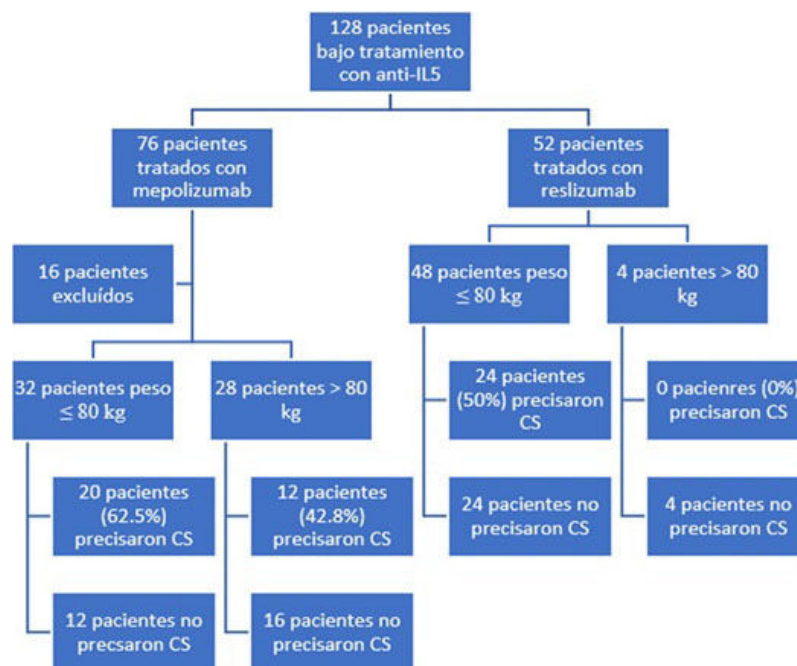 128 pacientes
bajo tratamiento
con anti-IL5
76 pacientes
tratados con
mepolizumab
52 pacientes
tratados con
reslizumab
16 pacientes
excluídos
48 pacientes peso
≤ 80 kg
4 pacientes > 80
kg
32 pacientes peso
≤ 80 kg
28 pacientes > 80
kg
24 pacientes
(50%) precisaron
CS
0 pacienres (0%)
precisaron CS
20 pacientes
(62.5%)
precisaron CS
12 pacientes
(42.8%)
precisaron CS
24 pacientes no
precisaron CS
4 pacientes no
precisaron CS
12 pacientes no
precsaron CS
16 pacientes no
precisaron CS